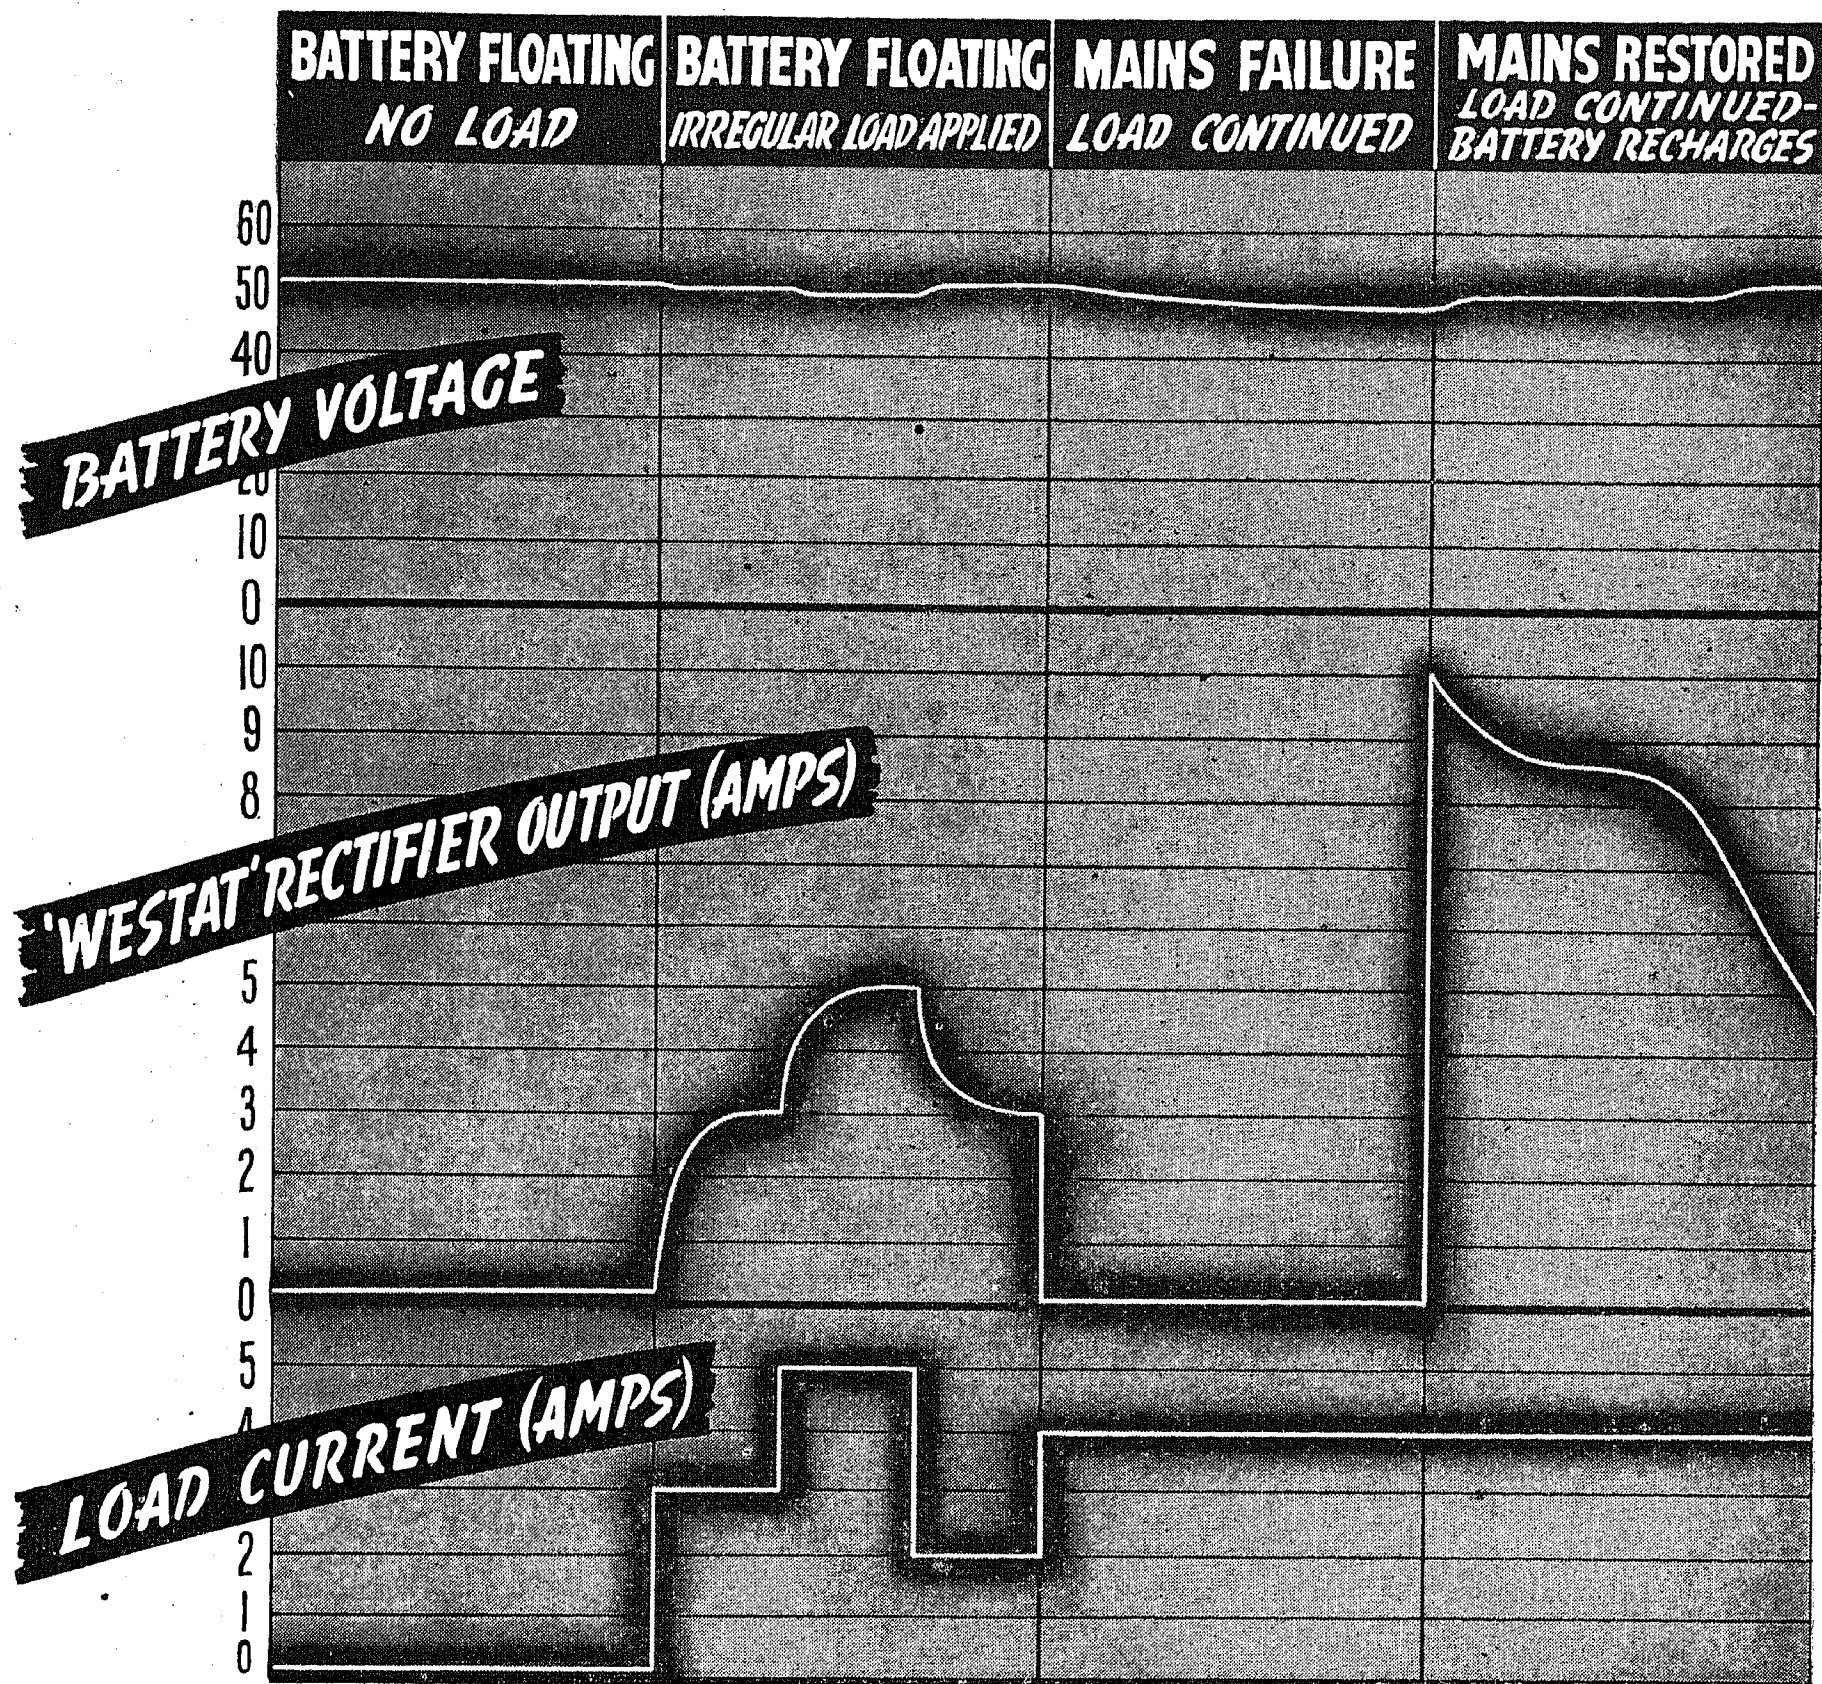 BATTERY FLOATING
NO LOAD
BATTERY FLOATING
IRREGULAR LOAD APPLIED
MAINS FAILURE
LOAD CONTINUED
MAINS RESTORED
LOAD CONTINUED-
BATTERY RECHARGES
60
50
40
BATTERY VOLTAGE
20
10
0
10
9
8
'WESTAT' RECTIFIER OUTPUT (AMPS)
5
4
3
2
1
0
5
4
LOAD CURRENT (AMPS)
2
1
0